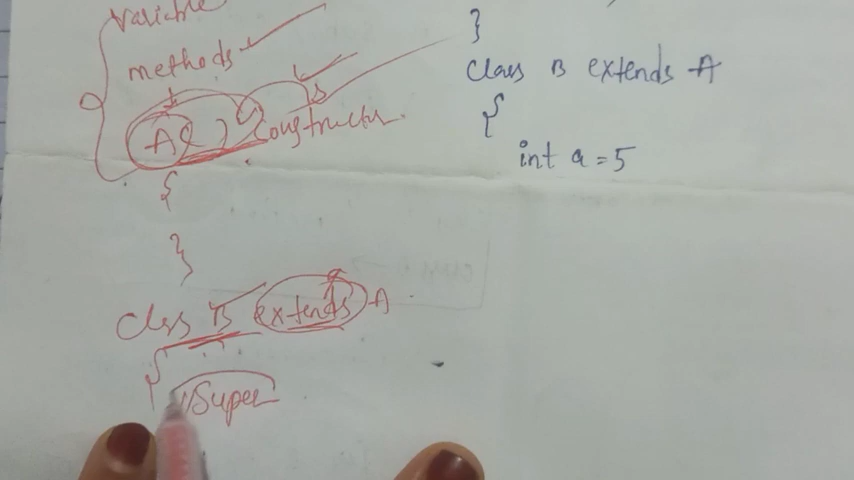 Variable
methods
A( ) Constructor.
{
}
Class B extends A
{
Super
}
Class B extends A
{
int a = 5